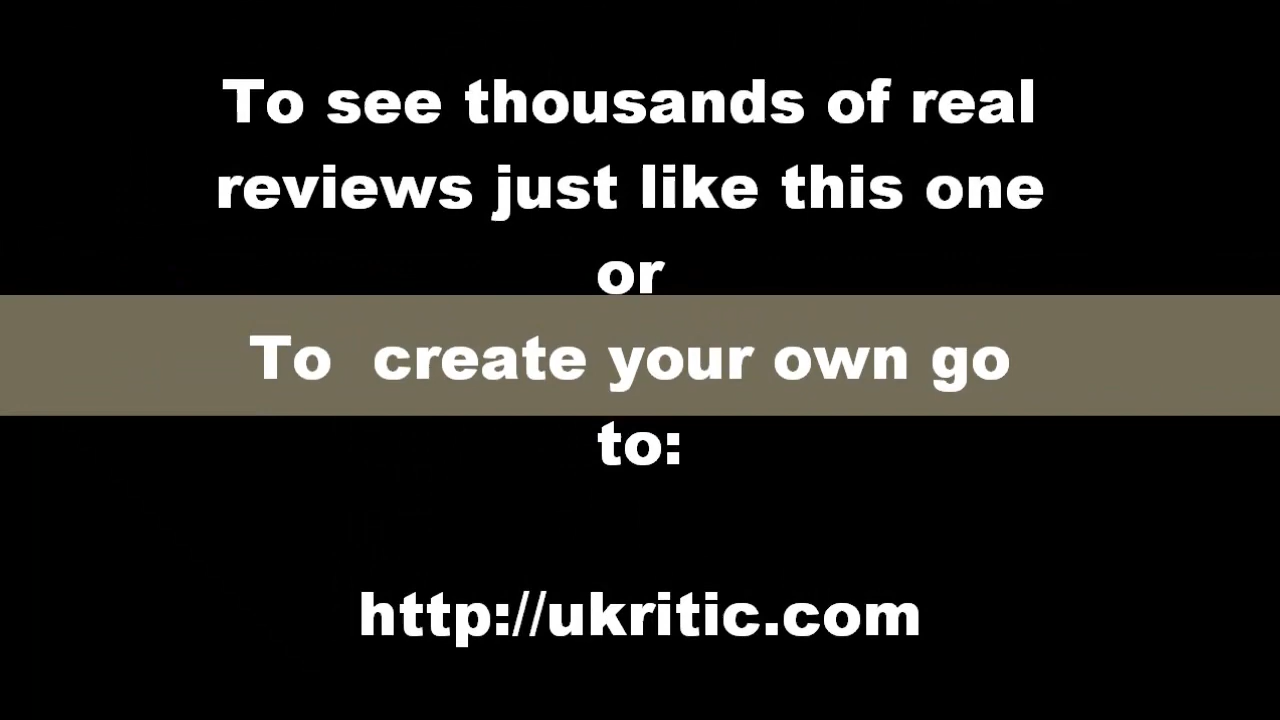 To see thousands of real
reviews just like this one
or
To  create your own go
to:
http://ukritic.com